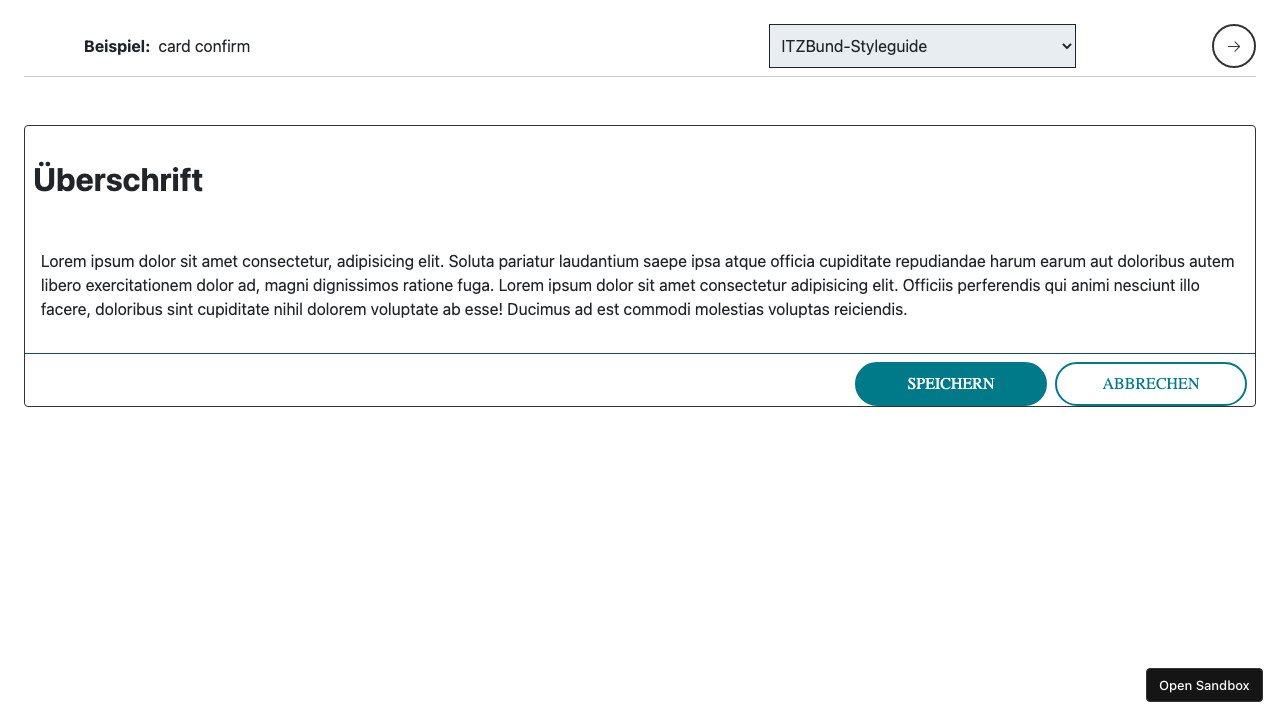 Beispiel: card confirm
ITZBund-Styleguide
Überschrift
Lorem ipsum dolor sit amet consectetur, adipisicing elit. Soluta pariatur laudantium saepe ipsa atque officia cupiditate repudiandae harum earum aut doloribus autem
libero exercitationem dolor ad, magni dignissimos ratione fuga. Lorem ipsum dolor sit amet consectetur adipisicing elit. Officiis perferendis qui animi nesciunt illo
facere, doloribus sint cupiditate nihil dolorem voluptate ab esse! Ducimus ad est commodi molestias voluptas reiciendis.
SPEICHERN
ABBRECHEN
Open Sandbox